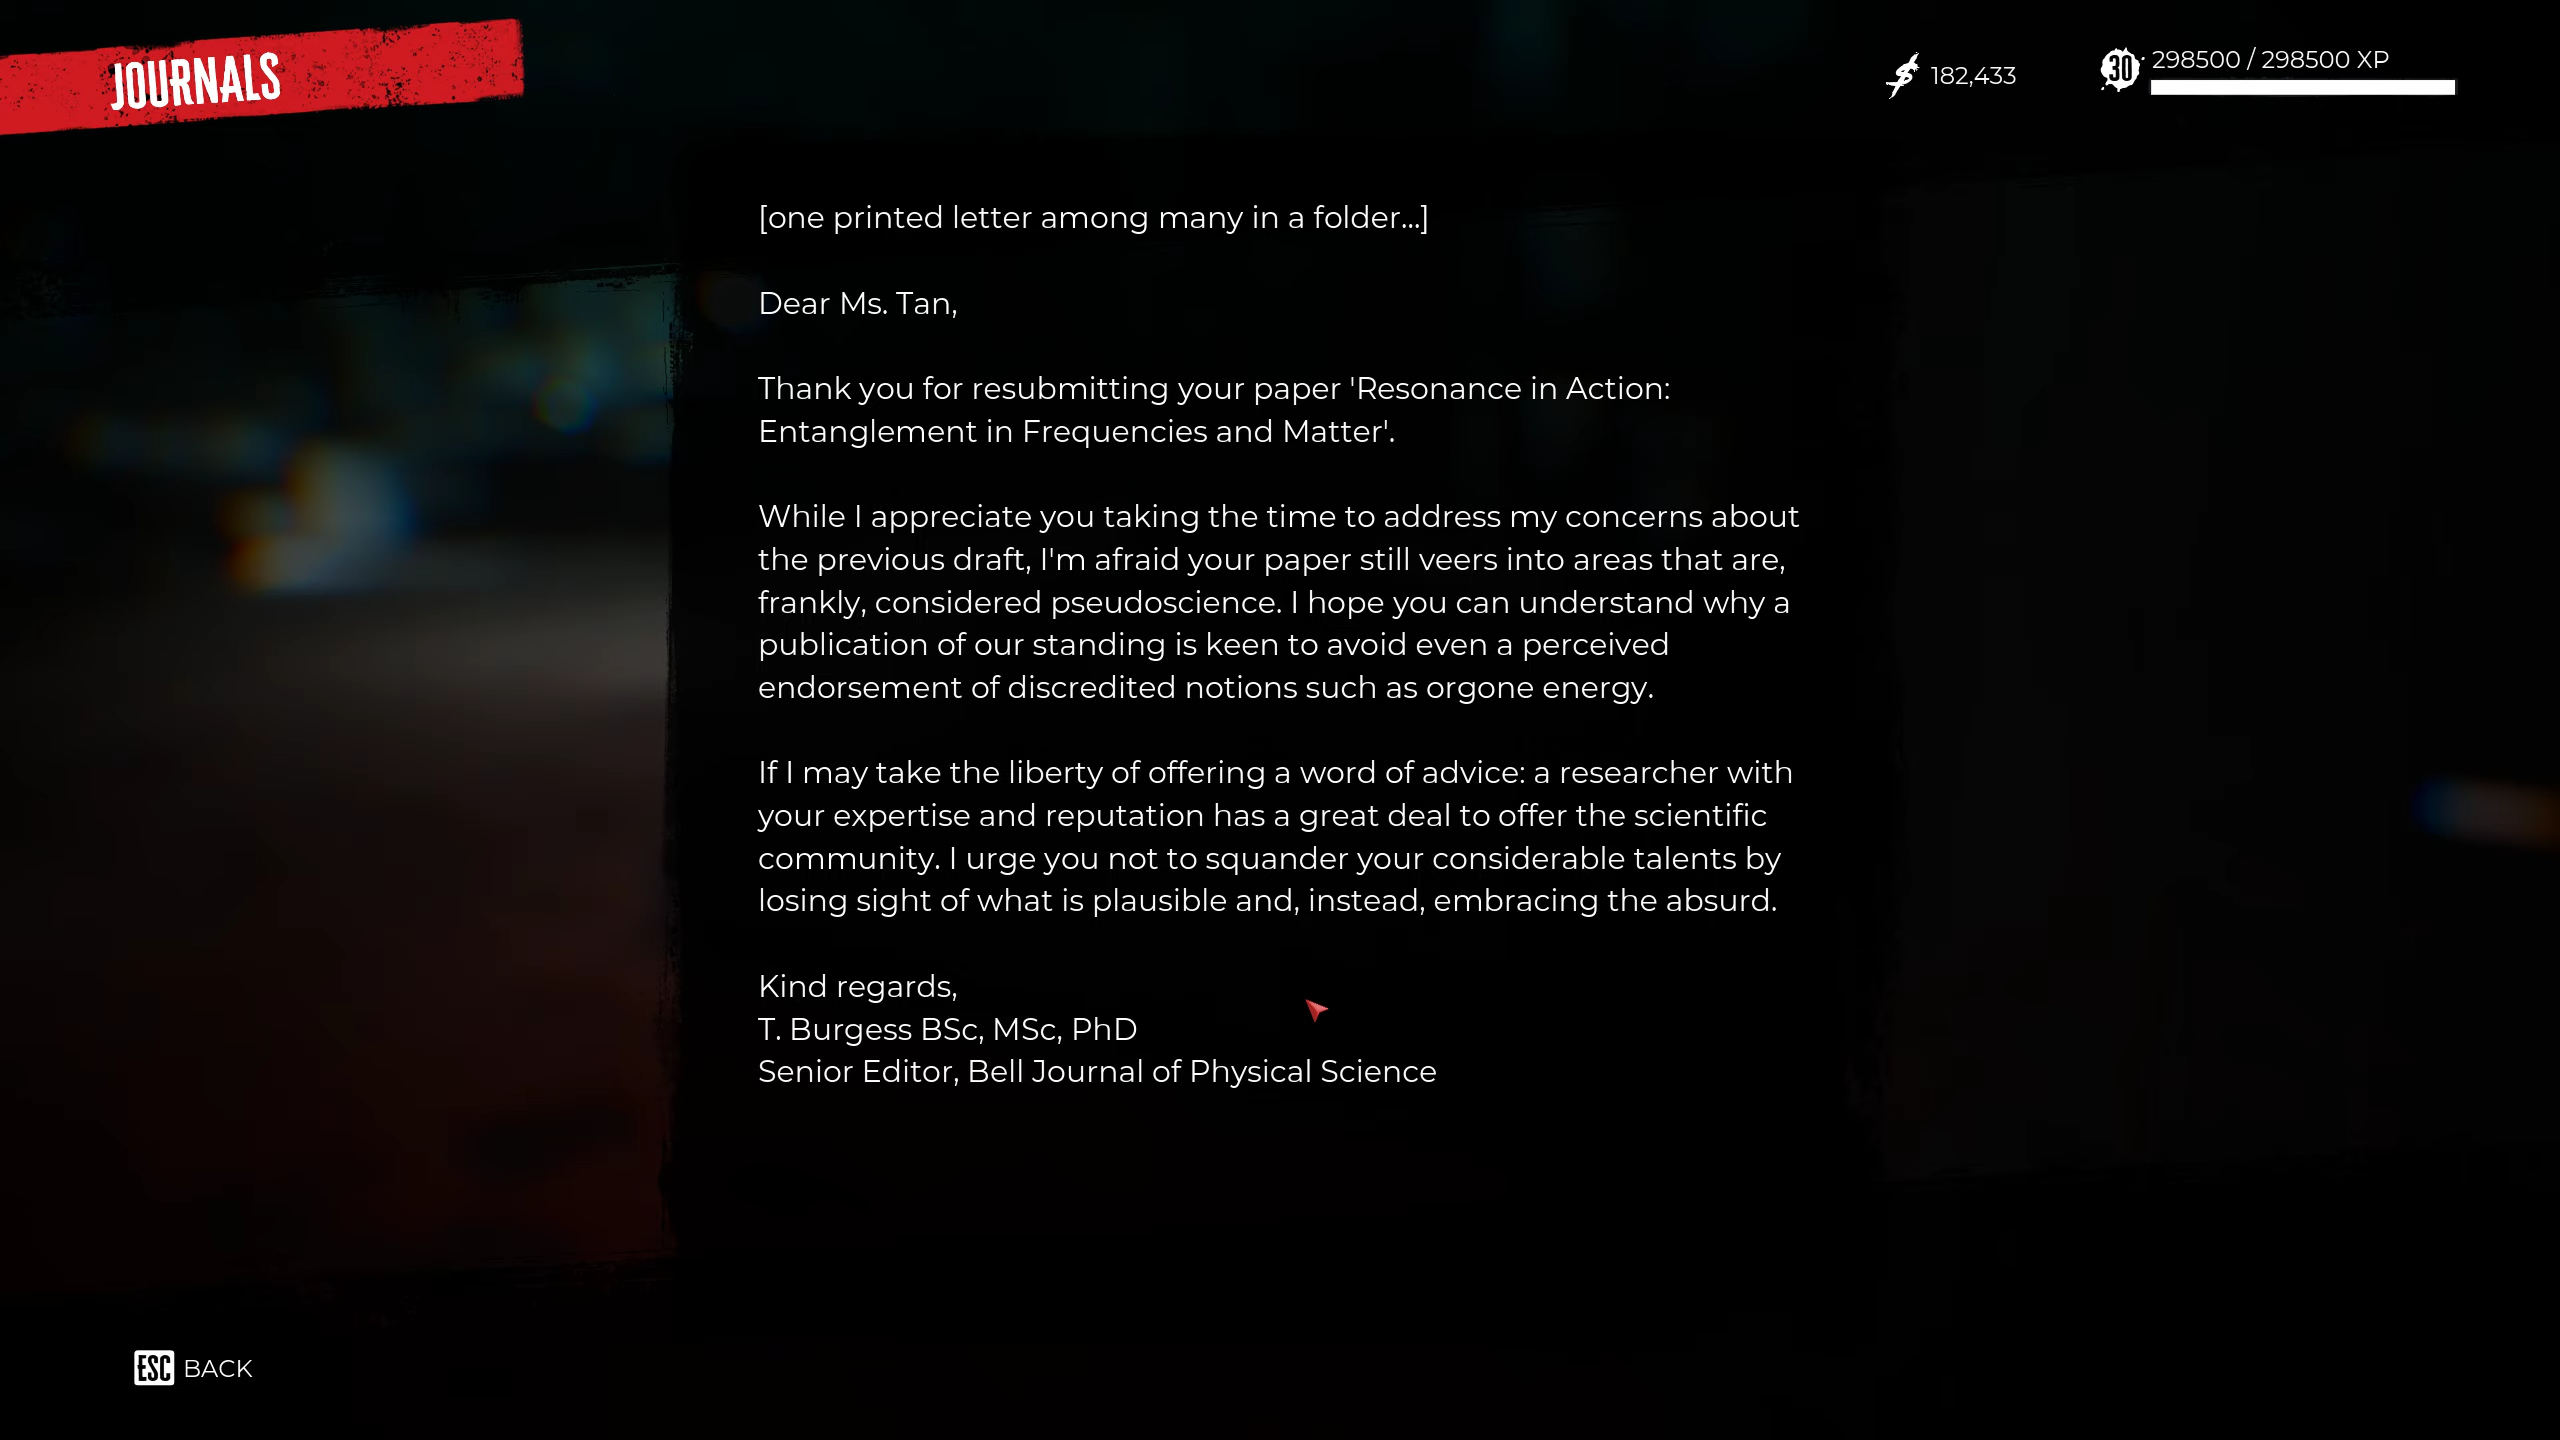 JOURNALS
182,433
30
298500 / 298500 XP
[one printed letter among many in a folder...]
Dear Ms. Tan,
Thank you for resubmitting your paper 'Resonance in Action:
Entanglement in Frequencies and Matter'.
While I appreciate you taking the time to address my concerns about
the previous draft, I'm afraid your paper still veers into areas that are,
frankly, considered pseudoscience. I hope you can understand why a
publication of our standing is keen to avoid even a perceived
endorsement of discredited notions such as orgone energy.
If I may take the liberty of offering a word of advice: a researcher with
your expertise and reputation has a great deal to offer the scientific
community. I urge you not to squander your considerable talents by
losing sight of what is plausible and, instead, embracing the absurd.
Kind regards,
T. Burgess BSc, MSc, PhD
Senior Editor, Bell Journal of Physical Science
ESC BACK